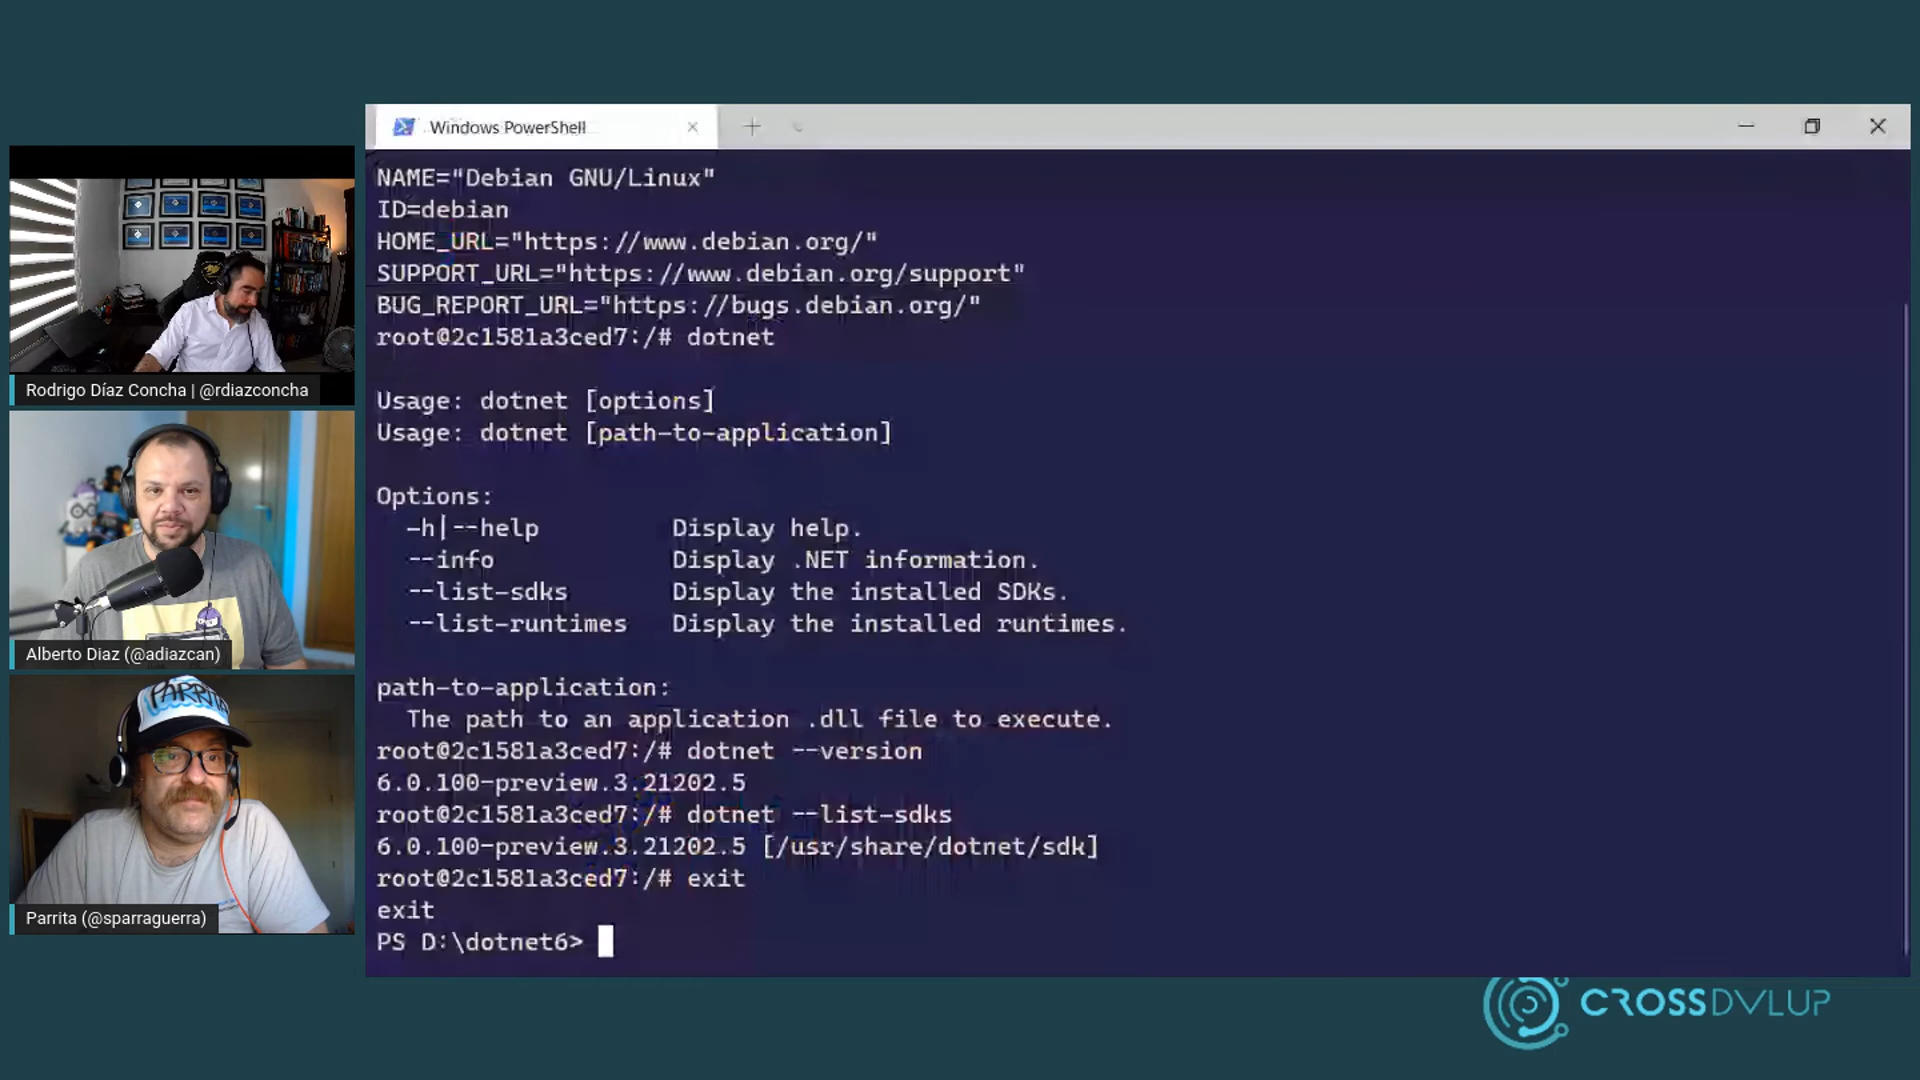 Windows PowerShell
NAME="Debian GNU/Linux"
ID=debian
HOME_URL="https://www.debian.org/"
SUPPORT_URL="https://www.debian.org/support"
BUG_REPORT_URL="https://bugs.debian.org/"
root@2c1581a3ced7:/# dotnet
Usage: dotnet [options]
Usage: dotnet [path-to-application]
Options:
-h|--help Display help.
--info Display .NET information.
--list-sdks Display the installed SDKs.
--list-runtimes Display the installed runtimes.
path-to-application:
The path to an application .dll file to execute.
root@2c1581a3ced7:/# dotnet --version
6.0.100-preview.3.21202.5
root@2c1581a3ced7:/# dotnet --list-sdks
6.0.100-preview.3.21202.5 [/usr/share/dotnet/sdk]
root@2c1581a3ced7:/# exit
exit
PS D:\dotnet6>
Rodrigo Díaz Concha | @rdiazconcha
Alberto Diaz (@adiazcan)
PARRITA
Parrita (@sparraguerra)
CROSSDVLUP